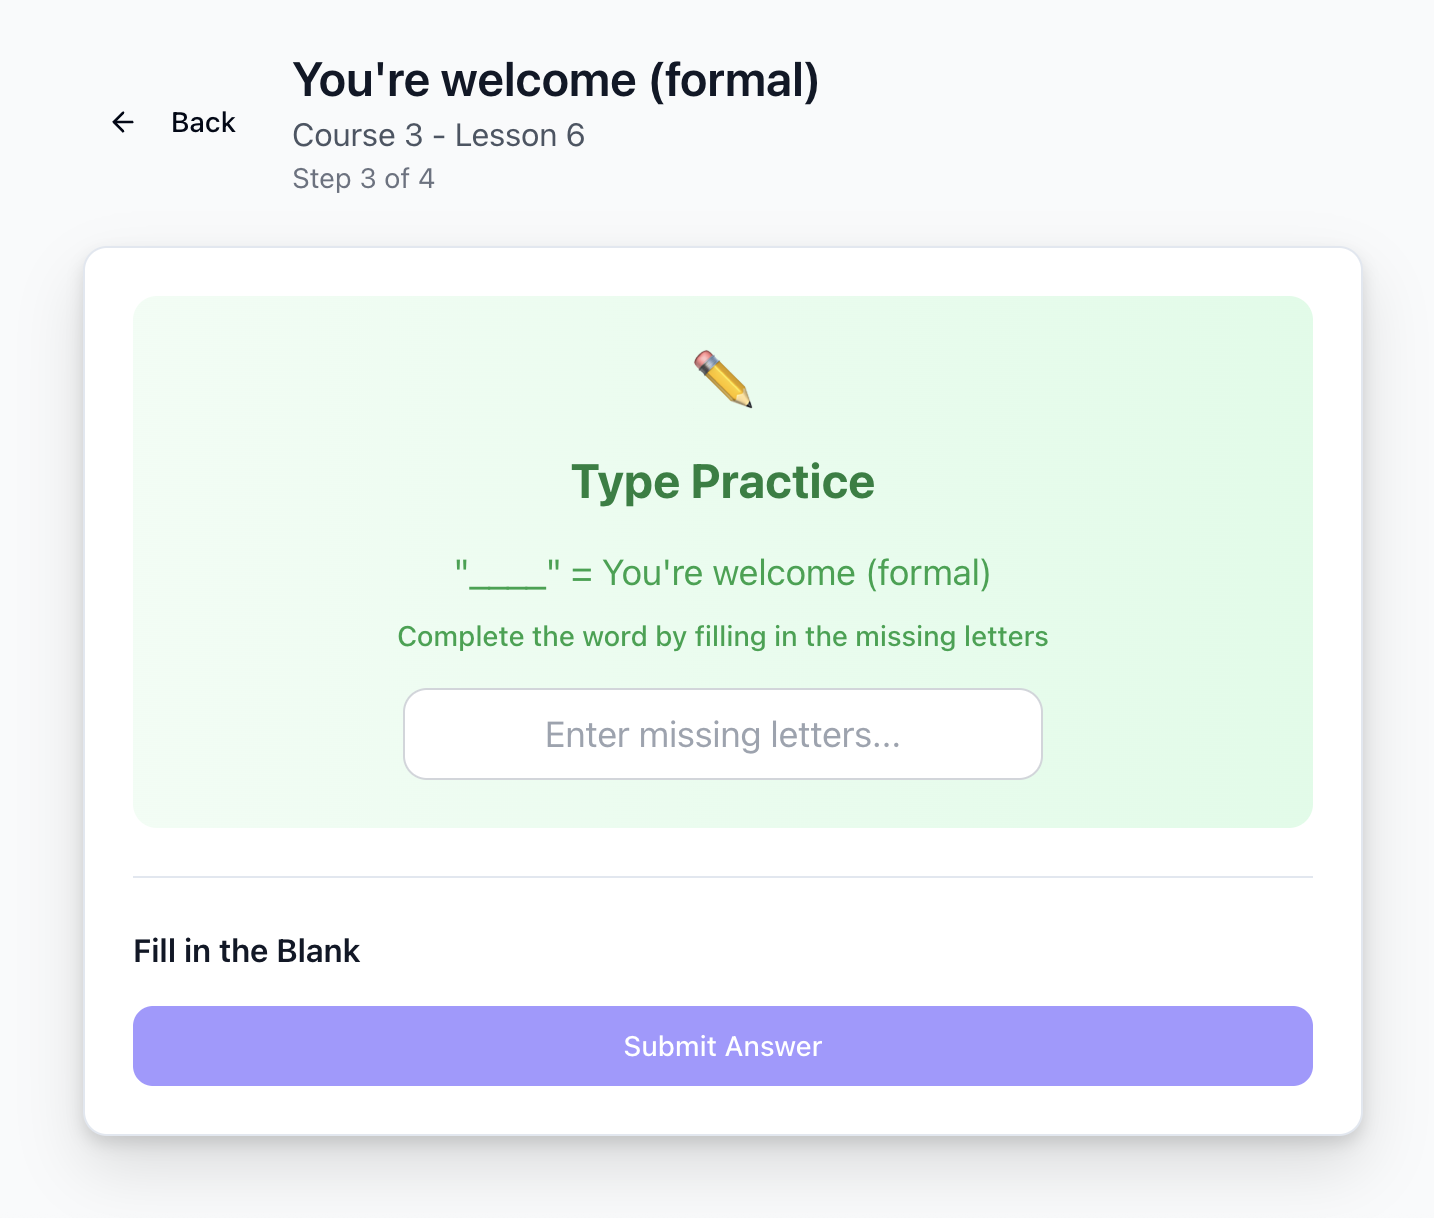 You're welcome (formal)
Back
Course 3 - Lesson 6
Step 3 of 4
Type Practice
"____" = You're welcome (formal)
Complete the word by filling in the missing letters
Enter missing letters...
Fill in the Blank
Submit Answer